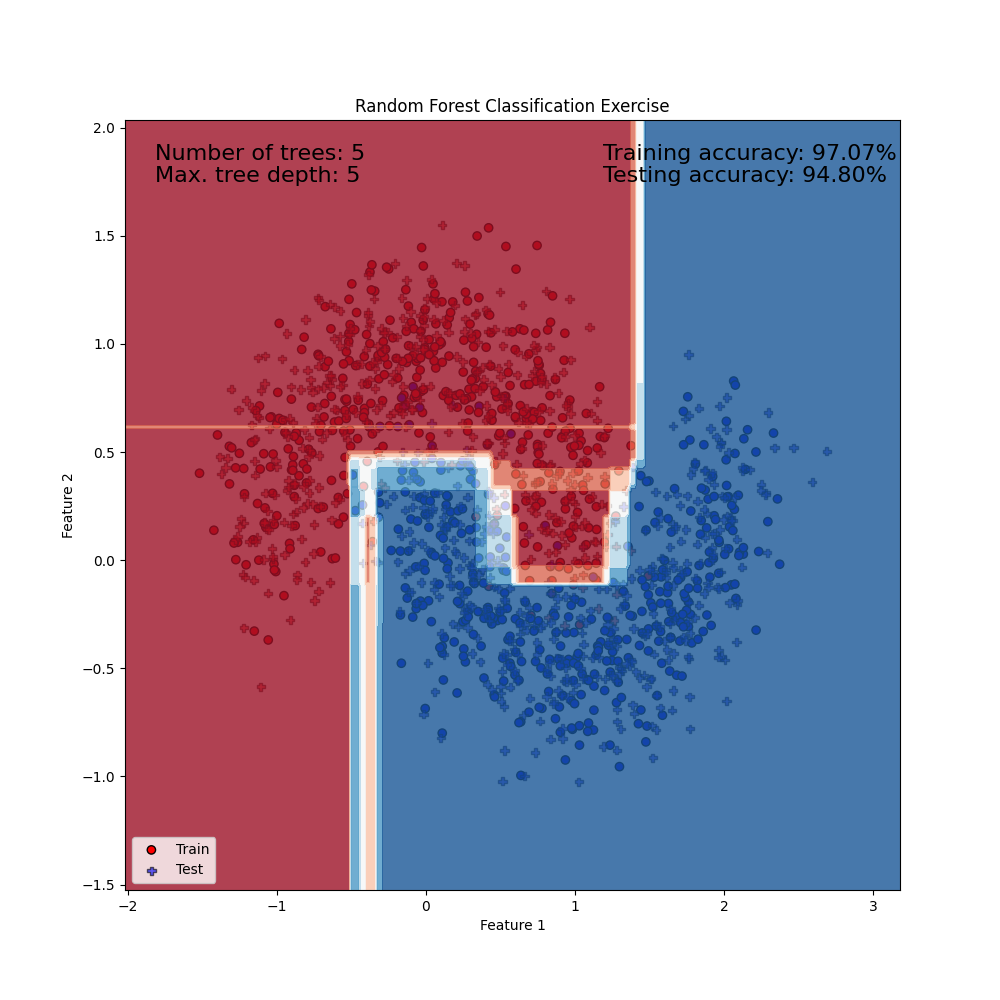 Random Forest Classification Exercise
Number of trees: 5
Max. tree depth: 5
Training accuracy: 97.07%
Testing accuracy: 94.80%
2.0
1.5
1.0
0.5
0.0
−0.5
−1.0
−1.5
Feature 2
Train
Test
−2
−1
0
1
2
3
Feature 1